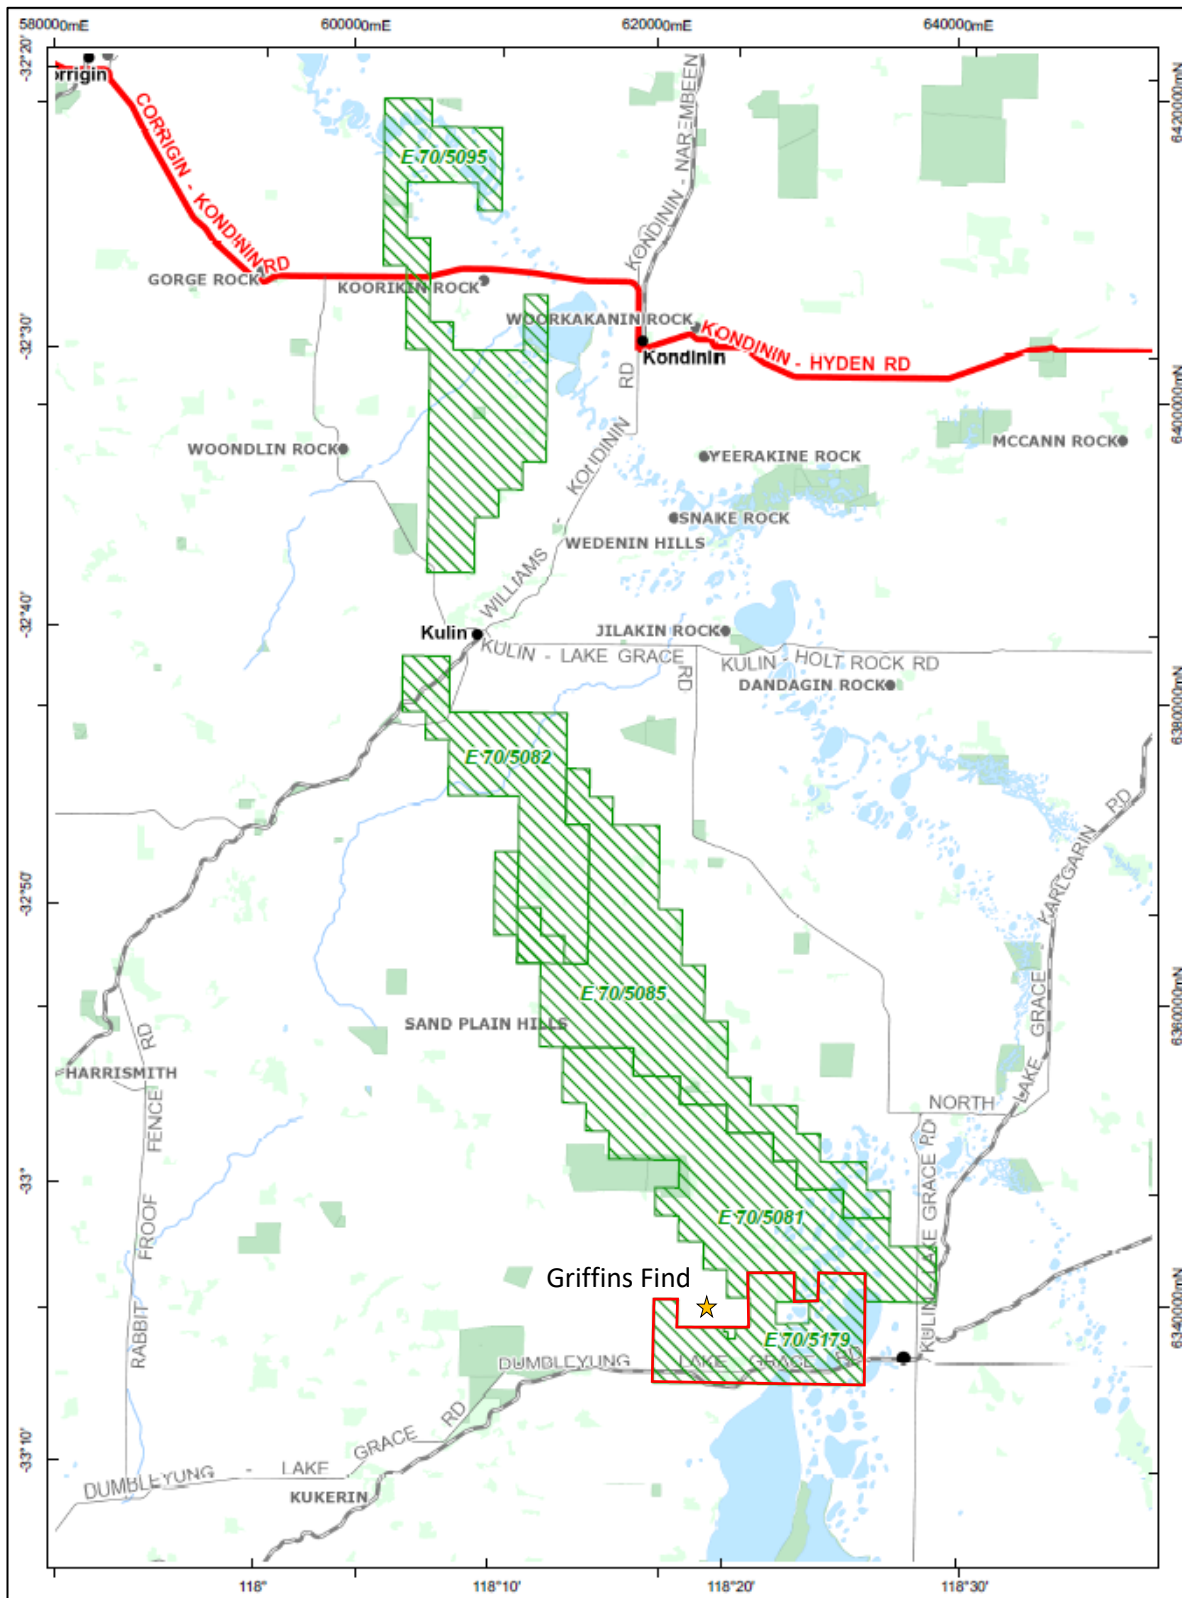 580000mE
600000mE
620000mE
640000mE
-32°20'
orrigin
6420000mN
CORRIGIN - KONDININ RD
E 70/5095
KONDININ - NAREMBEEN
GORGE ROCK
KOORIKIN ROCK
WOORKAKANIN ROCK
-32°30'
KONDININ - HYDEN RD
Kondinin
RD
6400000mN
WOONDLIN ROCK
MCCANN ROCK
YEERAKINE ROCK
SNAKE ROCK
WEDENIN HILLS
WILLIAMS - KONDININ
-32°40'
Kulin
JILAKIN ROCK
KULIN - LAKE GRACE
RD
KULIN - HOLT ROCK RD
DANDAGIN ROCK
6380000mN
E 70/5082
-32°50'
LAKE GRACE - KARLGARIN RD
E 70/5085
6360000mN
SAND PLAIN HILLS
HARRISMITH
RABBIT FROOF FENCE RD
NORTH
-33°
KULIN - LAKE GRACE RD
E 70/5081
Griffins Find
6340000mN
E 70/5179
DUMBLEYUNG LAKE GRACE RD
-33°10'
DUMBLEYUNG - LAKE GRACE RD
KUKERIN
118°
118°10'
118°20'
118°30'